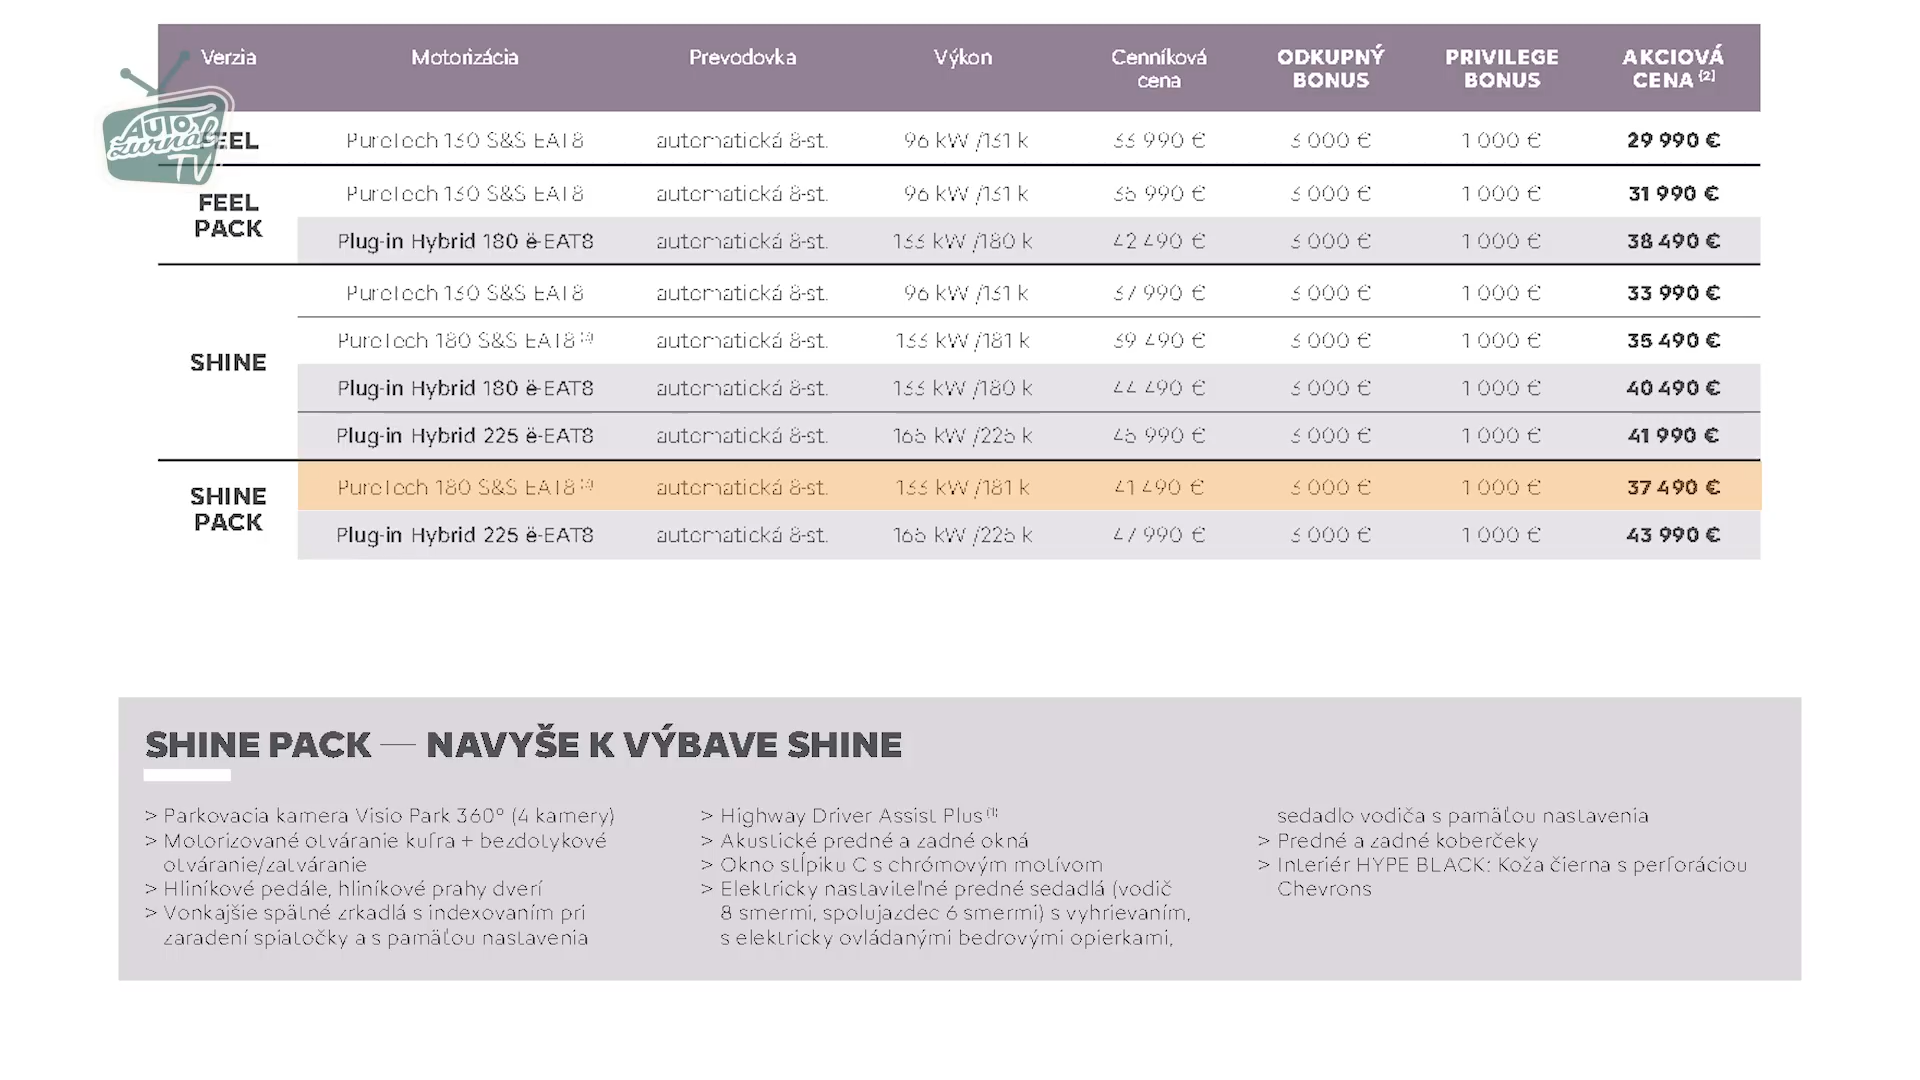 Verzia Motorizácia Prevodovka Výkon Cenníková cena ODKUPNÝ BONUS PRIVILEGE BONUS AKCIOVÁ CENA (2)
AUTO žurnál TV
FEEL PureTech 130 S&S EAT8 automatická 8-st. 96 kW /131 k 33 990 € 3 000 € 1 000 € 29 990 €
FEEL PACK PureTech 130 S&S EAT8 automatická 8-st. 96 kW /131 k 35 990 € 3 000 € 1 000 € 31 990 €
Plug-in Hybrid 180 ë-EAT8 automatická 8-st. 133 kW /180 k 42 490 € 3 000 € 1 000 € 38 490 €
SHINE PureTech 130 S&S EAT8 automatická 8-st. 96 kW /131 k 37 990 € 3 000 € 1 000 € 33 990 €
PureTech 180 S&S EAT8 automatická 8-st. 133 kW /181 k 39 490 € 3 000 € 1 000 € 35 490 €
Plug-in Hybrid 180 ë-EAT8 automatická 8-st. 133 kW /180 k 44 490 € 3 000 € 1 000 € 40 490 €
Plug-in Hybrid 225 ë-EAT8 automatická 8-st. 165 kW /225 k 45 990 € 3 000 € 1 000 € 41 990 €
SHINE PACK PureTech 180 S&S EAT8 automatická 8-st. 133 kW /181 k 41 490 € 3 000 € 1 000 € 37 490 €
Plug-in Hybrid 225 ë-EAT8 automatická 8-st. 165 kW /225 k 47 990 € 3 000 € 1 000 € 43 990 €
SHINE PACK — NAVYŠE K VÝBAVE SHINE
> Parkovacia kamera Visio Park 360° (4 kamery)
> Motorizované otváranie kufra + bezdotykové
otváranie/zatváranie
> Hliníkové pedále, hliníkové prahy dverí
> Vonkajšie spätné zrkadlá s indexovaním pri
zaradení spiatočky a s pamäťou nastavenia
> Highway Driver Assist Plus (1)
> Akustické predné a zadné okná
> Okno stĺpiku C s chrómovým motívom
> Elektricky nastaviteľné predné sedadlá (vodič
8 smermi, spolujazdec 6 smermi) s vyhrievaním,
s elektricky ovládanými bedrovými opierkami,
sedadlo vodiča s pamäťou nastavenia
> Predné a zadné koberčeky
> Interiér HYPE BLACK: Koža čierna s perforáciou
Chevrons